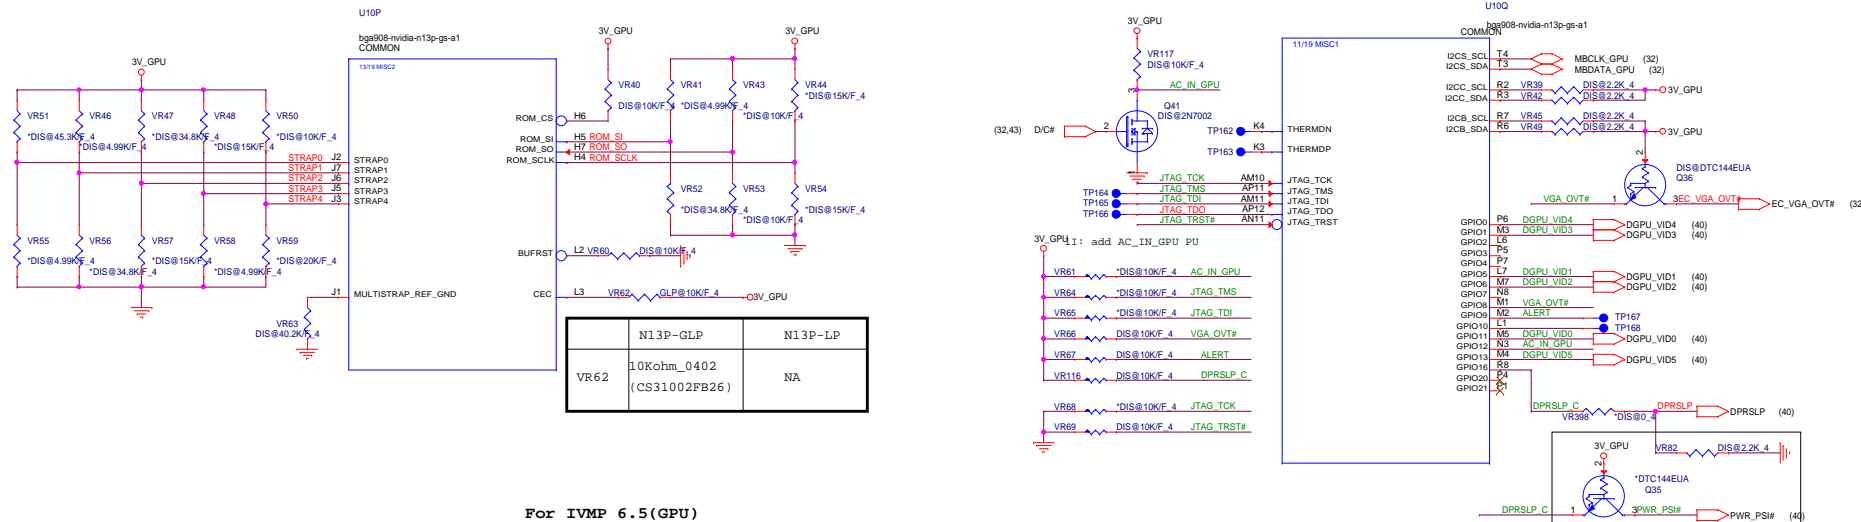 U10P
bga908-nvidia-n13p-gs-a1
COMMON
13/19 MISC2
3V_GPU
3V_GPU
3V_GPU
VR51
*DIS@45.3K/F_4
VR46
*DIS@4.99K/F_4
VR47
*DIS@34.8K/F_4
VR48
*DIS@15K/F_4
VR50
*DIS@10K/F_4
STRAP0 J2 STRAP0
STRAP1 J7 STRAP1
STRAP2 J6 STRAP2
STRAP3 J5 STRAP3
STRAP4 J3 STRAP4
VR55
*DIS@4.99K/F_4
VR56
*DIS@34.8K/F_4
VR57
*DIS@15K/F_4
VR58
*DIS@4.99K/F_4
VR59
*DIS@20K/F_4
J1 MULTISTRAP_REF_GND
VR63
DIS@40.2K/F_4
VR40
DIS@10K/F_4
VR41
*DIS@4.99K/F_4
VR43
*DIS@10K/F_4
VR44
*DIS@15K/F_4
ROM_CS H6
ROM_SI H5 ROM_SI
ROM_SO H7 ROM_SO
ROM_SCLK H4 ROM_SCLK
VR52
*DIS@34.8K/F_4
VR53
*DIS@10K/F_4
VR54
*DIS@15K/F_4
BUFRST L2 VR60 DIS@10K/F_4
CEC L3 VR62 GLP@10K/F_4 3V_GPU
N13P-GLP N13P-LP
VR62 10Kohm_0402 NA
(CS31002FB26)
For IVMP 6.5(GPU)
U10Q
bga908-nvidia-n13p-gs-a1
COMMON
11/19 MISC1
3V_GPU
VR117
DIS@10K/F_4
AC_IN_GPU
3
Q41
DIS@2N7002
(32,43) D/C# 2
TP162 K4 THERMDN
TP163 K3 THERMDP
JTAG_TCK AM10 JTAG_TCK
TP164 JTAG_TMS AP11 JTAG_TMS
TP165 JTAG_TDI AM11 JTAG_TDI
TP166 JTAG_TDO AP12 JTAG_TDO
JTAG_TRST# AN11 JTAG_TRST
3V_GPU
: add AC_IN_GPU PU
VR61 *DIS@10K/F_4 AC_IN_GPU
VR64 *DIS@10K/F_4 JTAG_TMS
VR65 *DIS@10K/F_4 JTAG_TDI
VR66 DIS@10K/F_4 VGA_OVT#
VR67 DIS@10K/F_4 ALERT
VR116 DIS@10K/F_4 DPRSLP_C
VR68 *DIS@10K/F_4 JTAG_TCK
VR69 DIS@10K/F_4 JTAG_TRST#
I2CS_SCL T4 MBCLK_GPU (32)
I2CS_SDA T3 MBDATA_GPU (32)
I2CC_SCL R2 VR39 DIS@2.2K_4
I2CC_SDA R3 VR42 DIS@2.2K_4
3V_GPU
I2CB_SCL R7 VR45 DIS@2.2K_4
I2CB_SDA R6 VR49 DIS@2.2K_4
3V_GPU
2
DIS@DTC144EUA
Q36
VGA_OVT# 1 3 EC_VGA_OVT# EC_VGA_OVT#
GPIO0 P6 DGPU_VID4 DGPU_VID4 (40)
GPIO1 M3 DGPU_VID3 DGPU_VID3 (40)
GPIO2 L6
GPIO3 P5
GPIO4 P7
GPIO5 L7 DGPU_VID1 DGPU_VID1 (40)
GPIO6 M7 DGPU_VID2 DGPU_VID2 (40)
GPIO7 N8
GPIO8 M1 VGA_OVT#
GPIO9 M2 ALERT TP167
GPIO10 L1 TP168
GPIO11 M5 DGPU_VID0 DGPU_VID0 (40)
GPIO12 N3 AC_IN_GPU
GPIO13 M4 DGPU_VID5 DGPU_VID5 (40)
GPIO16 R8
GPIO20 P4
GPIO21 P1
DPRSLP_C DPRSLP DPRSLP (40)
VR398 *DIS@0_4
3V_GPU
VR82 DIS@2.2K_4
2
*DTC144EUA
Q35
DPRSLP_C 1 3 PWR_PSI# PWR_PSI# (40)